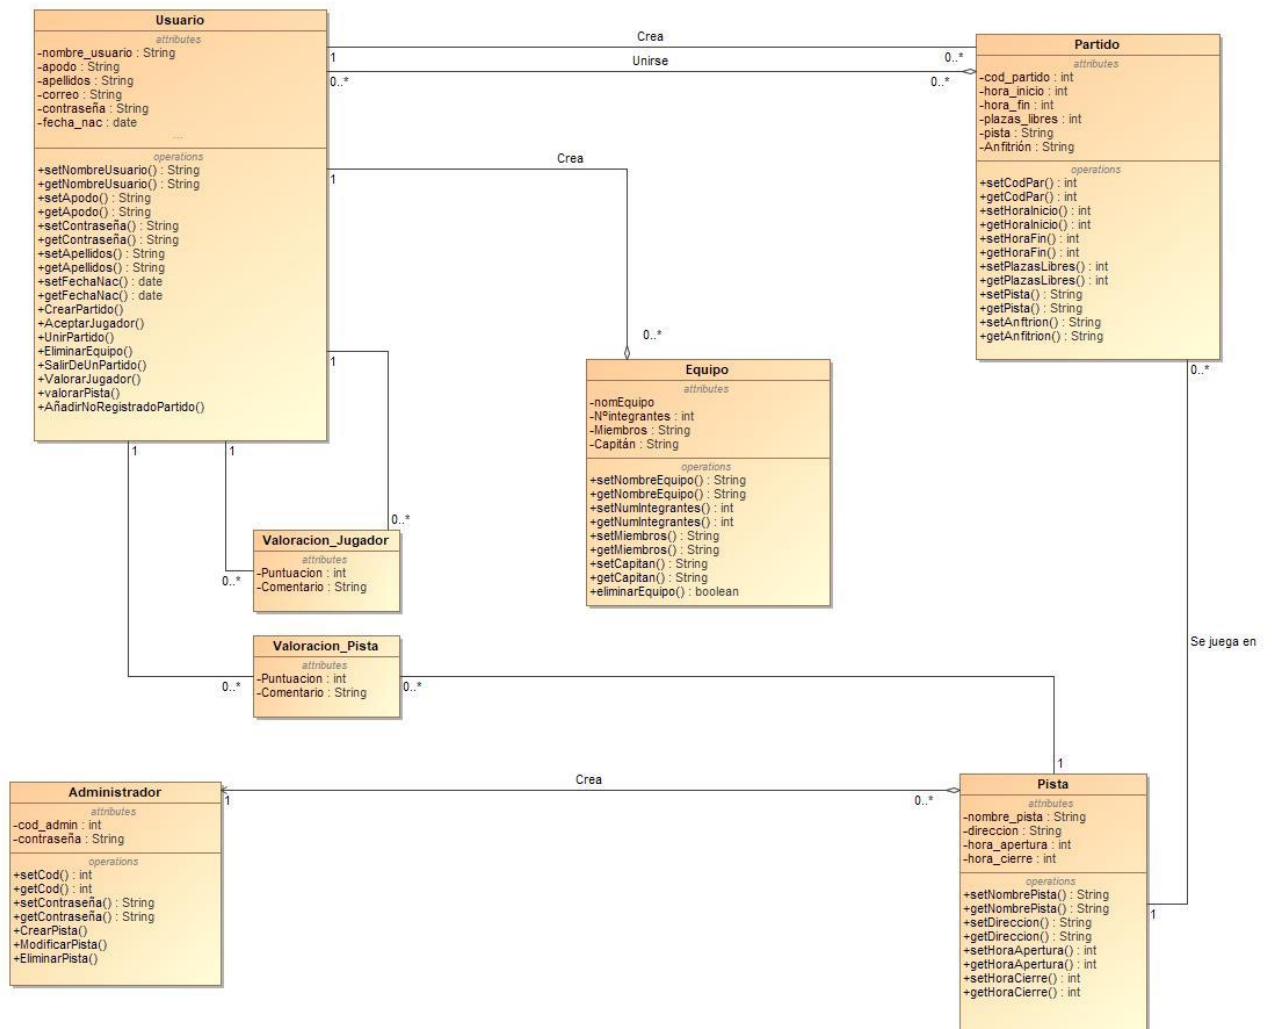 Usuario
attributes
-nombre_usuario : String
-apodo : String
-apellidos : String
-correo : String
-contraseña : String
-fecha_nac : date
...
operations
+setNombreUsuario() : String
+getNombreUsuario() : String
+setApodo() : String
+getApodo() : String
+setContraseña() : String
+getContraseña() : String
+setApellidos() : String
+getApellidos() : String
+setFechaNac() : date
+getFechaNac() : date
+CrearPartido()
+AceptarJugador()
+UnirPartido()
+EliminarEquipo()
+SalirDeUnPartido()
+ValorarJugador()
+valorarPista()
+AñadirNoRegistradoPartido()
Crea
1
0..*
Unirse
0..*
0..*
Partido
attributes
-cod_partido : int
-hora_inicio : int
-hora_fin : int
-plazas_libres : int
-pista : String
-Anfitrión : String
operations
+setCodPar() : int
+getCodPar() : int
+setHoraInicio() : int
+getHoraInicio() : int
+setHoraFin() : int
+getHoraFin() : int
+setPlazasLibres() : int
+getPlazasLibres() : int
+setPista() : String
+getPista() : String
+setAnftrion() : String
+getAnfitrion() : String
Crea
1
0..*
Equipo
attributes
-nomEquipo
-Nºintegrantes : int
-Miembros : String
-Capitán : String
operations
+setNombreEquipo() : String
+getNombreEquipo() : String
+setNumIntegrantes() : int
+getNumIntegrantes() : int
+setMiembros() : String
+getMiembros() : String
+setCapitan() : String
+getCapitan() : String
+eliminarEquipo() : boolean
1
0..*
1
0..*
Valoracion_Jugador
attributes
-Puntuacion : int
-Comentario : String
1
0..*
Valoracion_Pista
attributes
-Puntuacion : int
-Comentario : String
0..*
1
0..*
Se juega en
1
Administrador
attributes
-cod_admin : int
-contraseña : String
operations
+setCod() : int
+getCod() : int
+setContraseña() : String
+getContraseña() : String
+CrearPista()
+ModificarPista()
+EliminarPista()
Crea
1
0..*
Pista
attributes
-nombre_pista : String
-direccion : String
-hora_apertura : int
-hora_cierre : int
operations
+setNombrePista() : String
+getNombrePista() : String
+setDireccion() : String
+getDireccion() : String
+setHoraApertura() : int
+getHoraApertura() : int
+setHoraCierre() : int
+getHoraCierre() : int